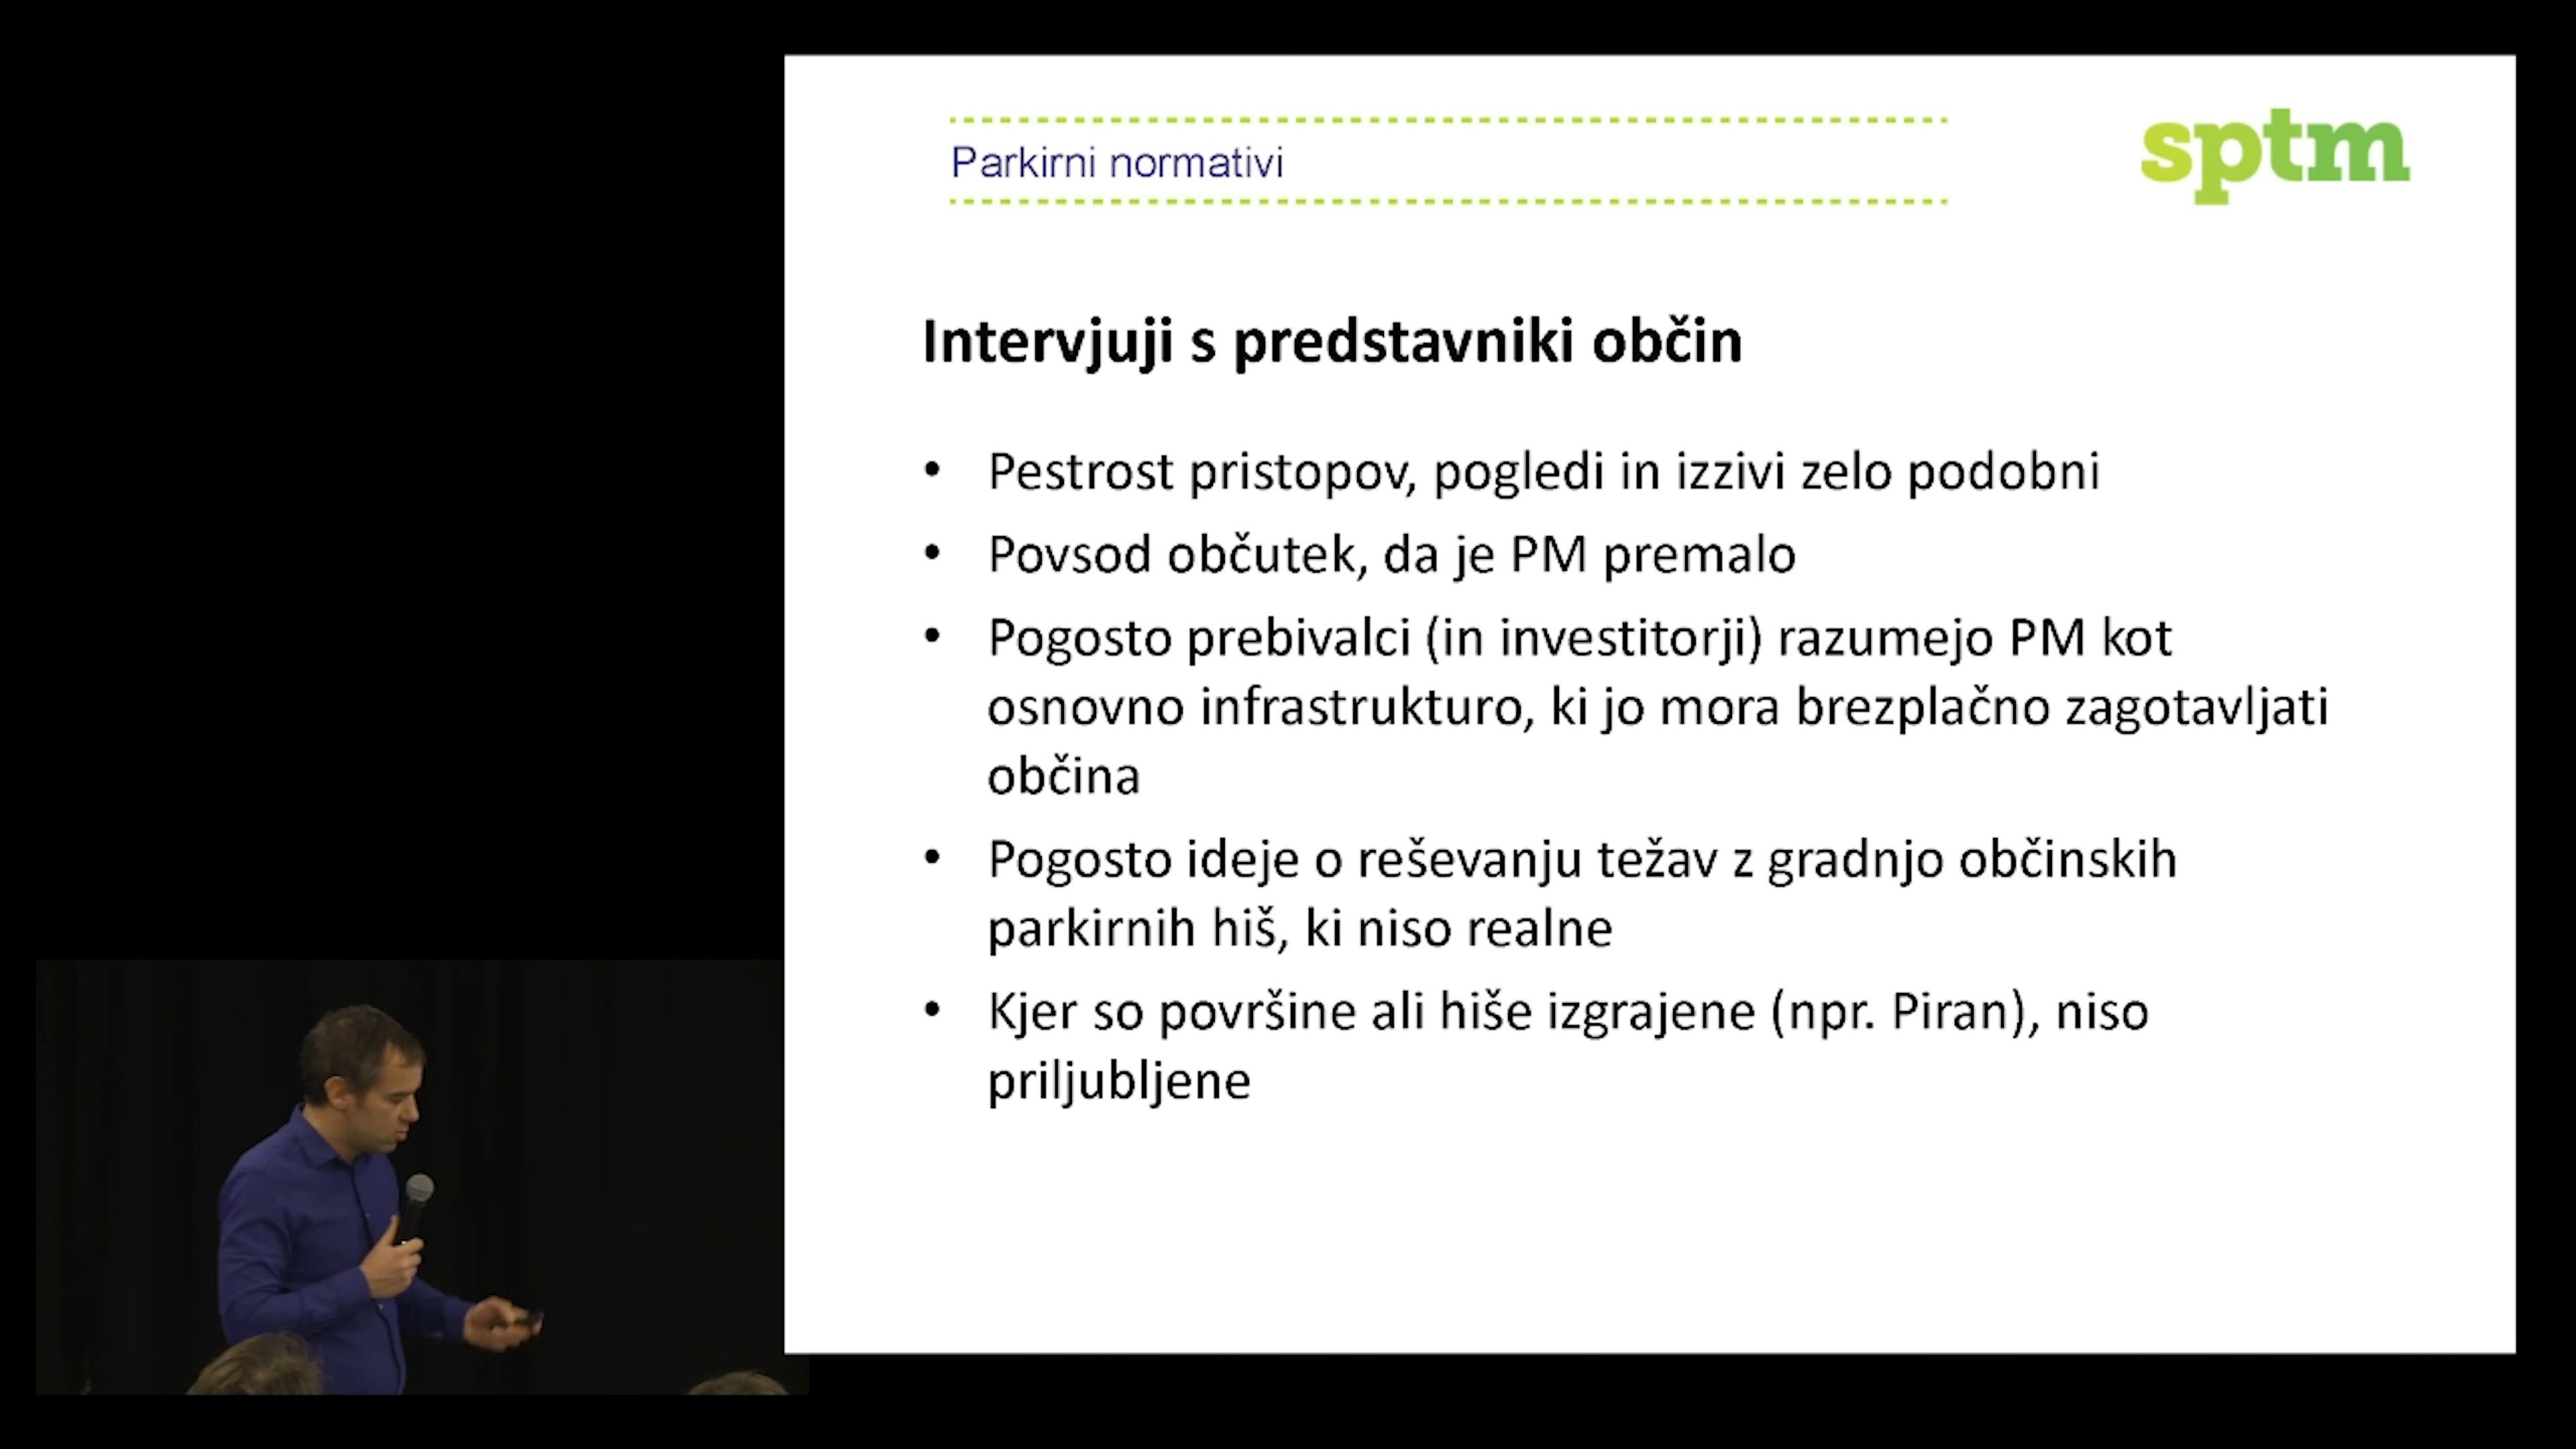 Parkirni normativi
sptm
Intervjuji s predstavniki občin
• Pestrost pristopov, pogledi in izzivi zelo podobni
• Povsod občutek, da je PM premalo
• Pogosto prebivalci (in investitorji) razumejo PM kot
osnovno infrastrukturo, ki jo mora brezplačno zagotavljati
občina
• Pogosto ideje o reševanju težav z gradnjo občinskih
parkirnih hiš, ki niso realne
• Kjer so površine ali hiše izgrajene (npr. Piran), niso
priljubljene